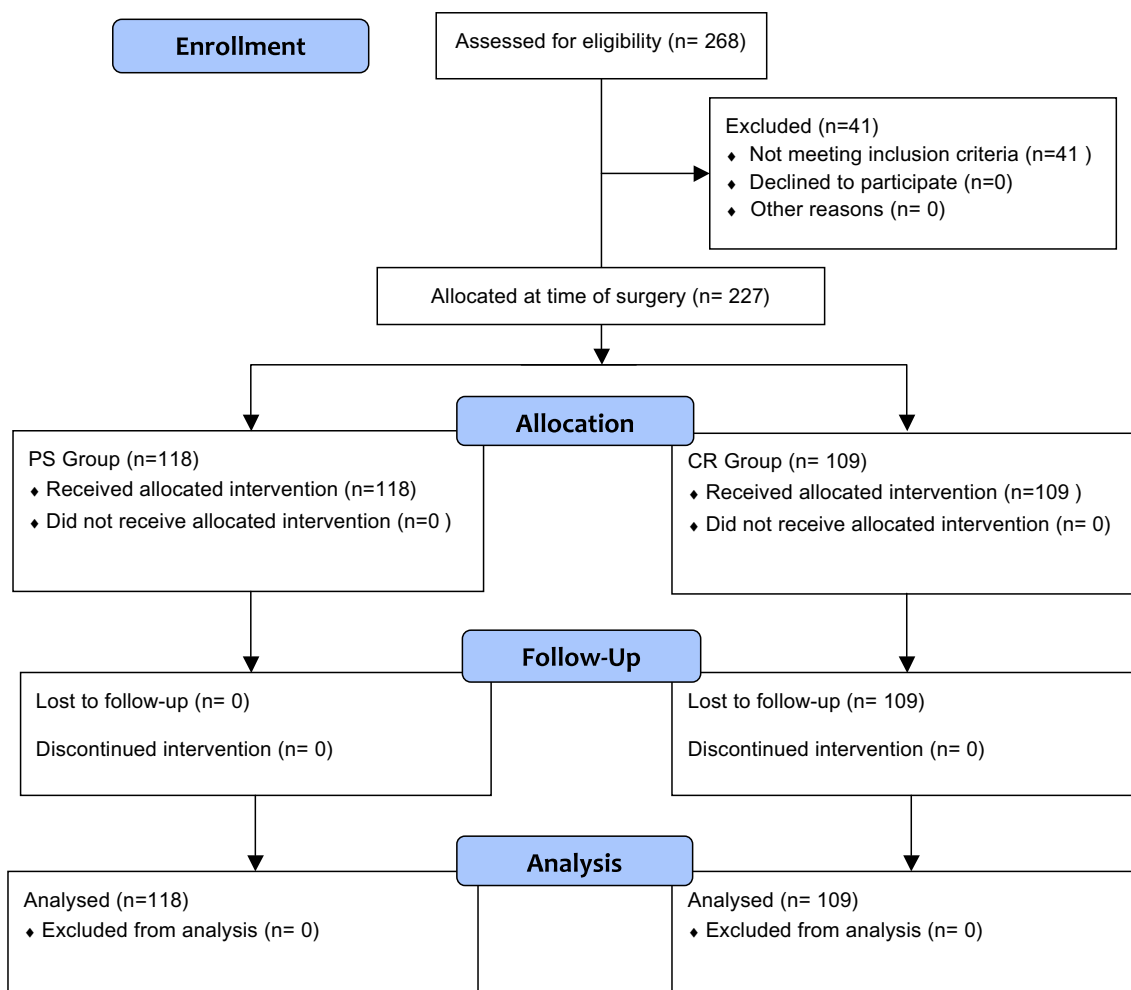 Enrollment
Assessed for eligibility (n= 268)
Excluded (n=41)
♦ Not meeting inclusion criteria (n=41 )
♦ Declined to participate (n=0)
♦ Other reasons (n= 0)
Allocated at time of surgery (n= 227)
Allocation
PS Group (n=118)
♦ Received allocated intervention (n=118)
♦ Did not receive allocated intervention (n=0 )
CR Group (n= 109)
♦ Received allocated intervention (n=109 )
♦ Did not receive allocated intervention (n= 0)
Follow-Up
Lost to follow-up (n= 0)
Discontinued intervention (n= 0)
Lost to follow-up (n= 109)
Discontinued intervention (n= 0)
Analysis
Analysed (n=118)
♦ Excluded from analysis (n= 0)
Analysed (n= 109)
♦ Excluded from analysis (n= 0)